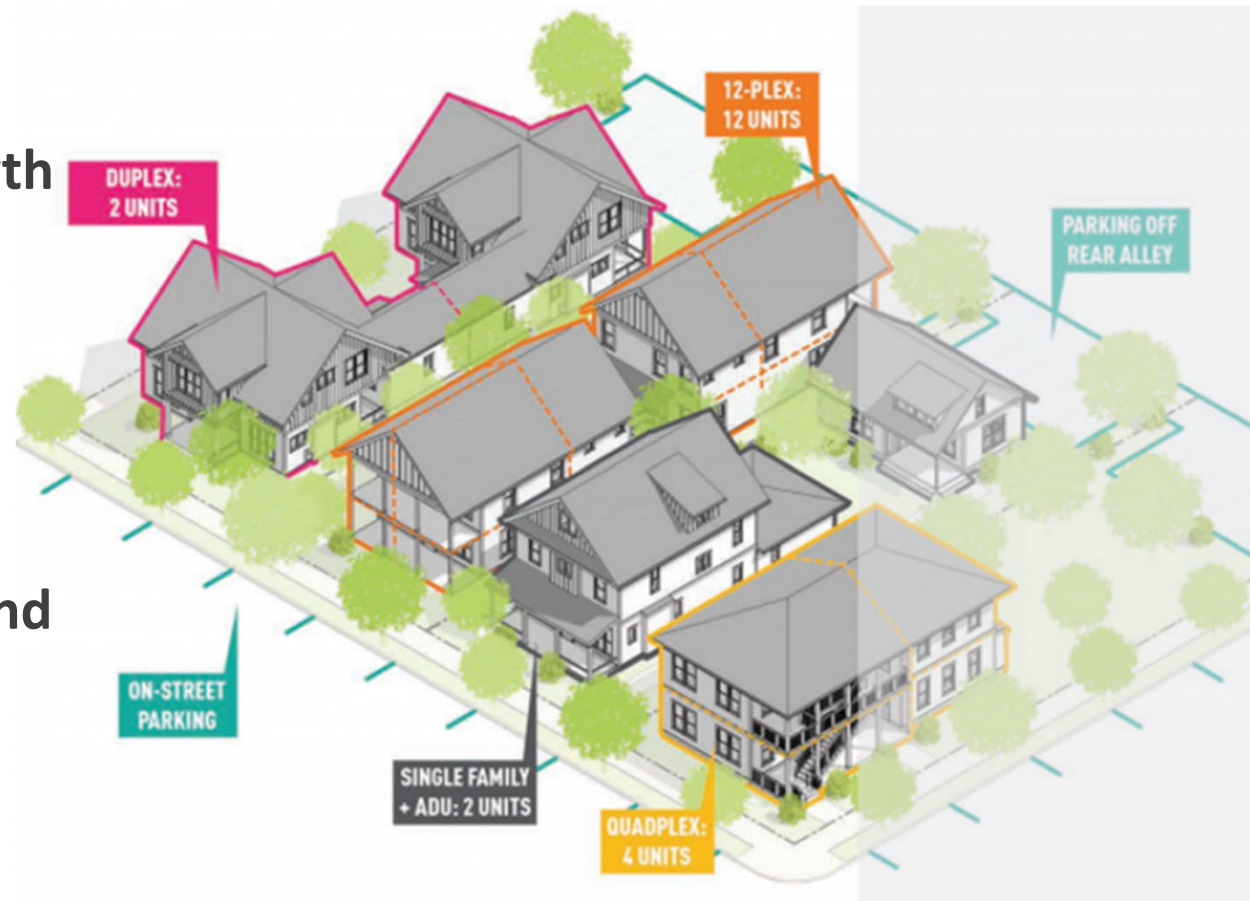 12-PLEX:
12 UNITS
th
DUPLEX:
2 UNITS
PARKING OFF
REAR ALLEY
nd
ON-STREET
PARKING
SINGLE FAMILY
+ ADU: 2 UNITS
QUADPLEX:
4 UNITS